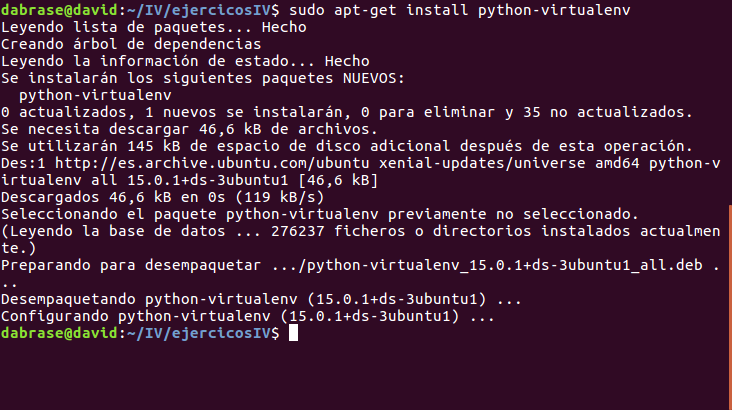 dabrase@david:~/IV/ejercicosIV$ sudo apt-get install python-virtualenv
Leyendo lista de paquetes... Hecho
Creando árbol de dependencias
Leyendo la información de estado... Hecho
Se instalarán los siguientes paquetes NUEVOS:
  python-virtualenv
0 actualizados, 1 nuevos se instalarán, 0 para eliminar y 35 no actualizados.
Se necesita descargar 46,6 kB de archivos.
Se utilizarán 145 kB de espacio de disco adicional después de esta operación.
Des:1 http://es.archive.ubuntu.com/ubuntu xenial-updates/universe amd64 python-v
irtualenv all 15.0.1+ds-3ubuntu1 [46,6 kB]
Descargados 46,6 kB en 0s (119 kB/s)
Seleccionando el paquete python-virtualenv previamente no seleccionado.
(Leyendo la base de datos ... 276237 ficheros o directorios instalados actualmen
te.)
Preparando para desempaquetar .../python-virtualenv_15.0.1+ds-3ubuntu1_all.deb .
..
Desempaquetando python-virtualenv (15.0.1+ds-3ubuntu1) ...
Configurando python-virtualenv (15.0.1+ds-3ubuntu1) ...
dabrase@david:~/IV/ejercicosIV$